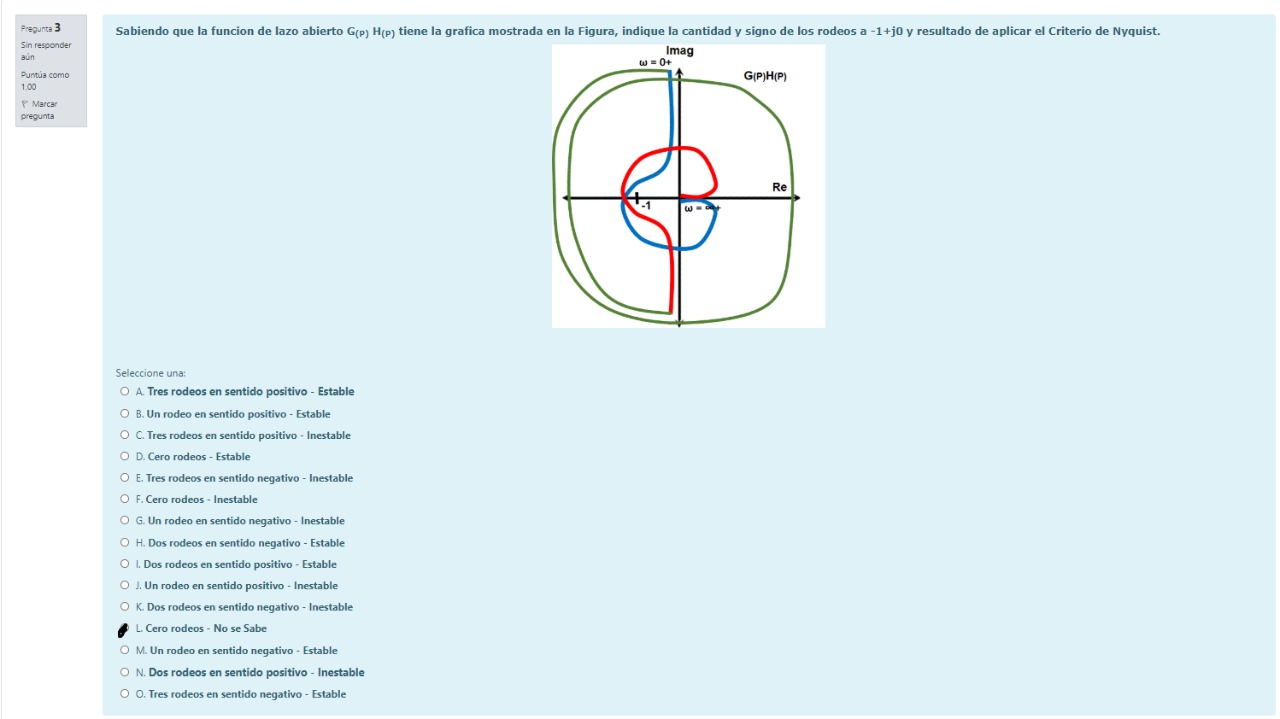 Pregunta 3
Sin responder
aún
Puntúa como
1,00
Marcar
pregunta
Sabiendo que la funcion de lazo abierto G(P) H(P) tiene la grafica mostrada en la Figura, indique la cantidad y signo de los rodeos a -1+j0 y resultado de aplicar el Criterio de Nyquist.
Imag
ω = 0+
G(P)H(P)
Re
-1
ω = ∞+
Seleccione una:
A. Tres rodeos en sentido positivo - Estable
B. Un rodeo en sentido positivo - Estable
C. Tres rodeos en sentido positivo - Inestable
D. Cero rodeos - Estable
E. Tres rodeos en sentido negativo - Inestable
F. Cero rodeos - Inestable
G. Un rodeo en sentido negativo - Inestable
H. Dos rodeos en sentido negativo - Estable
I. Dos rodeos en sentido positivo - Estable
J. Un rodeo en sentido positivo - Inestable
K. Dos rodeos en sentido negativo - Inestable
L. Cero rodeos - No se Sabe
M. Un rodeo en sentido negativo - Estable
N. Dos rodeos en sentido positivo - Inestable
O. Tres rodeos en sentido negativo - Estable